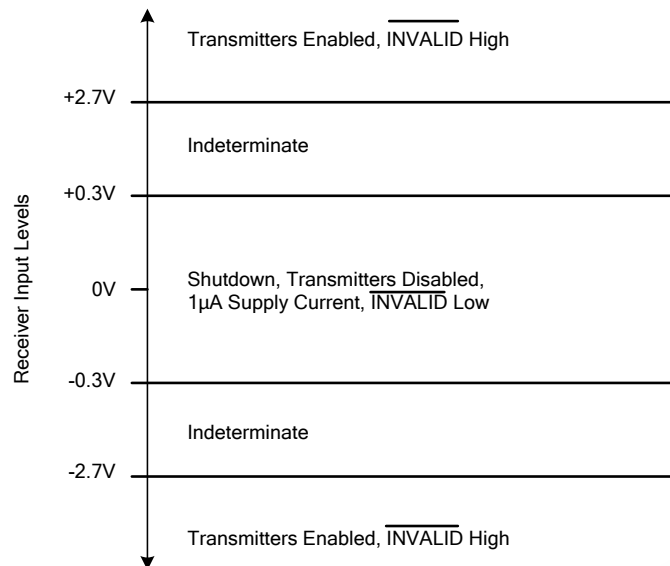 Transmitters Enabled, INVALID High
+2.7V
Indeterminate
+0.3V
Receiver Input Levels
Shutdown, Transmitters Disabled,
0V
1µA Supply Current, INVALID Low
-0.3V
Indeterminate
-2.7V
Transmitters Enabled, INVALID High